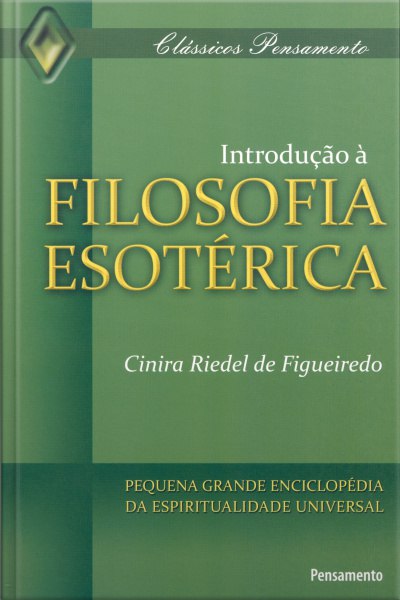 Clássicos Pensamento
Introdução à
FILOSOFIA
ESOTÉRICA
Cinira Riedel de Figueiredo
PEQUENA GRANDE ENCICLOPÉDIA
DA ESPIRITUALIDADE UNIVERSAL
Pensamento